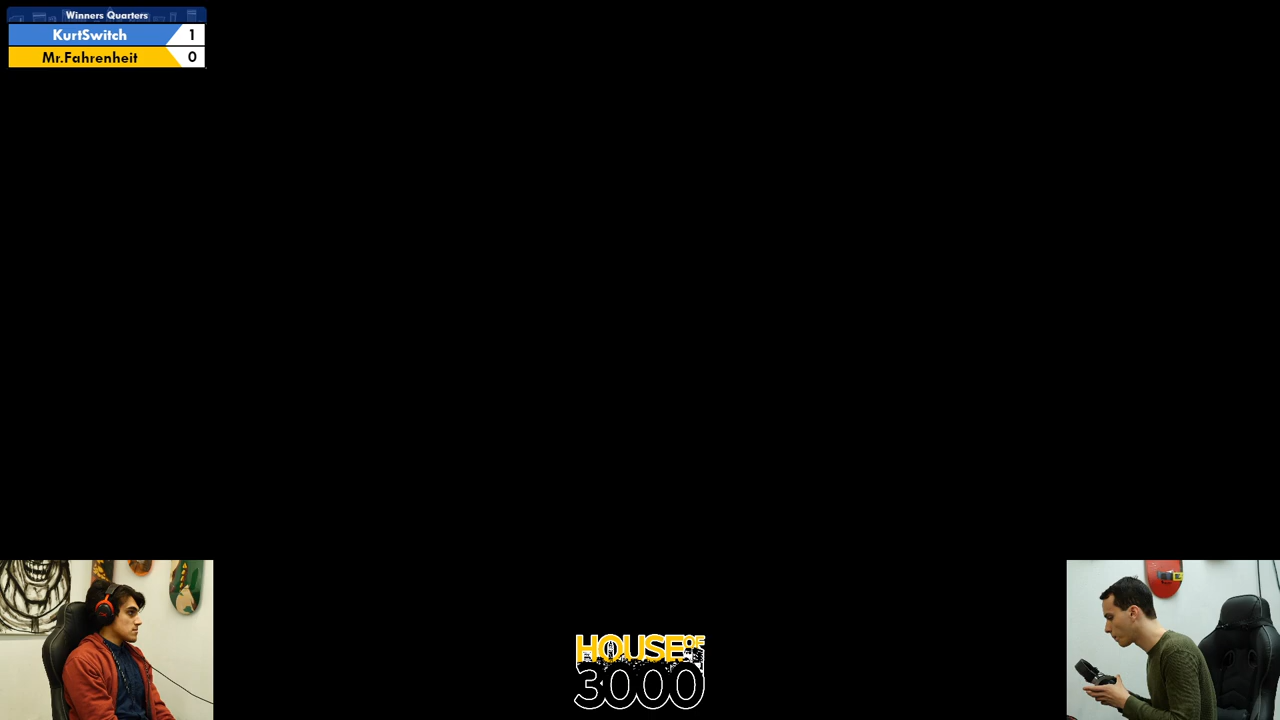 Winners Quarters
KurtSwitch 1
Mr.Fahrenheit 0
HOUSE OF
3000